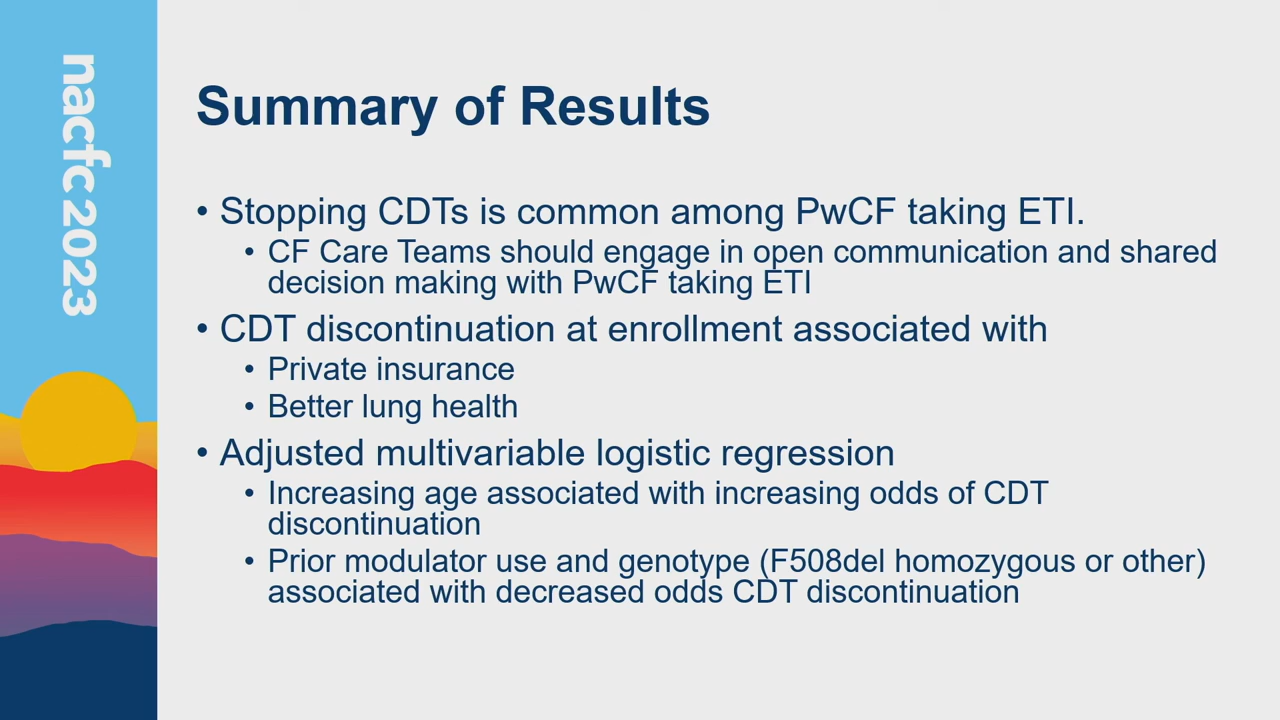 nacfc 2023
Summary of Results
• Stopping CDTs is common among PwCF taking ETI.
• CF Care Teams should engage in open communication and shared
decision making with PwCF taking ETI
• CDT discontinuation at enrollment associated with
• Private insurance
• Better lung health
• Adjusted multivariable logistic regression
• Increasing age associated with increasing odds of CDT
discontinuation
• Prior modulator use and genotype (F508del homozygous or other)
associated with decreased odds CDT discontinuation